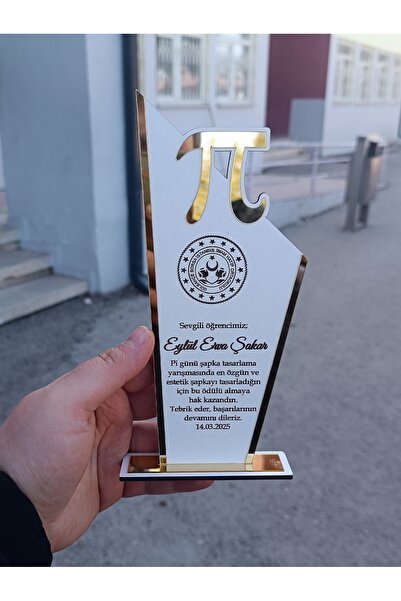 π
Sevgili öğrencimiz;
Eylül Erva Şakar
Pi günü şapka tasarlama
yarışmasında en özgün ve
estetik şapkayı tasarladığın
için bu ödülü almaya
hak kazandın.
Tebrik eder, başarılarının
devamını dileriz.
14.03.2025